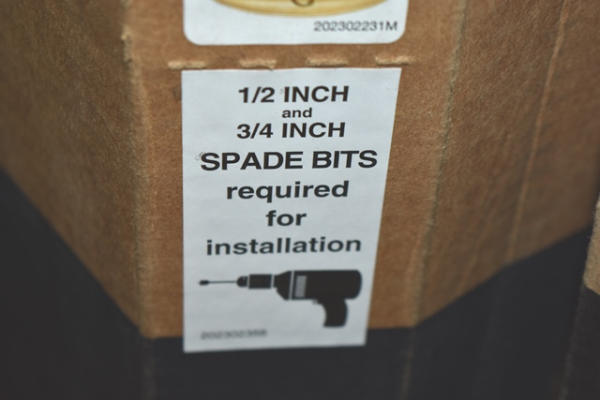 202302231M
1/2 INCH
and
3/4 INCH
SPADE BITS
required
for
installation